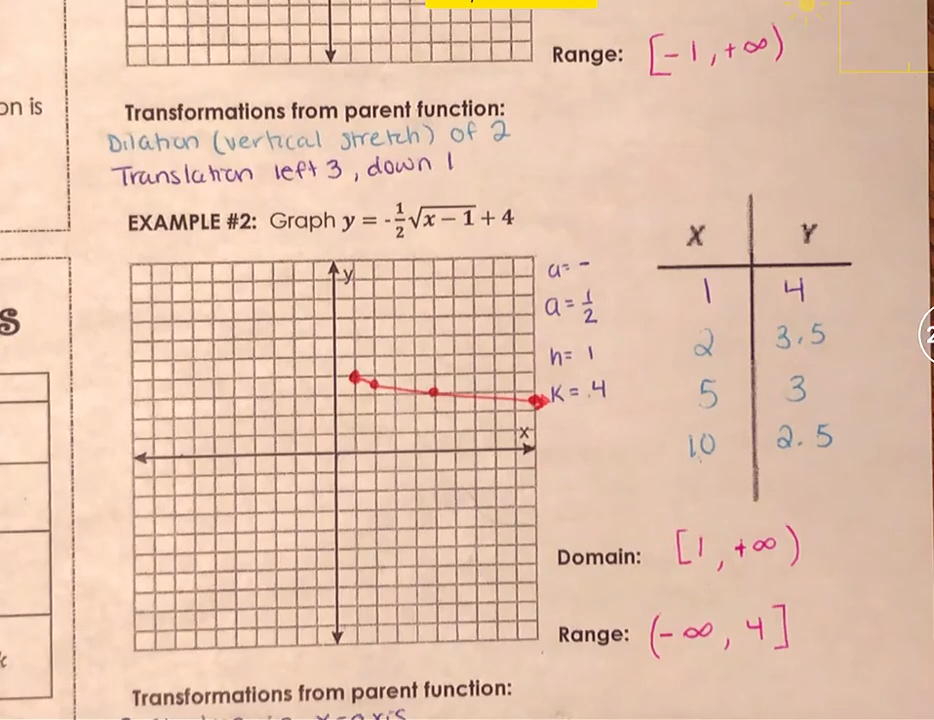 Range: [-1, +∞)
on is
Transformations from parent function:
Dilation (vertical stretch) of 2
Translation left 3, down 1
EXAMPLE #2: Graph y = -1/2√x − 1 + 4
X Y
y
a= -
a= 1/2
h= 1
K= .4
x
1 4
2 3.5
5 3
10 2.5
S
Domain: [1, +∞)
Range: (-∞, 4]
Transformations from parent function:
x-axis